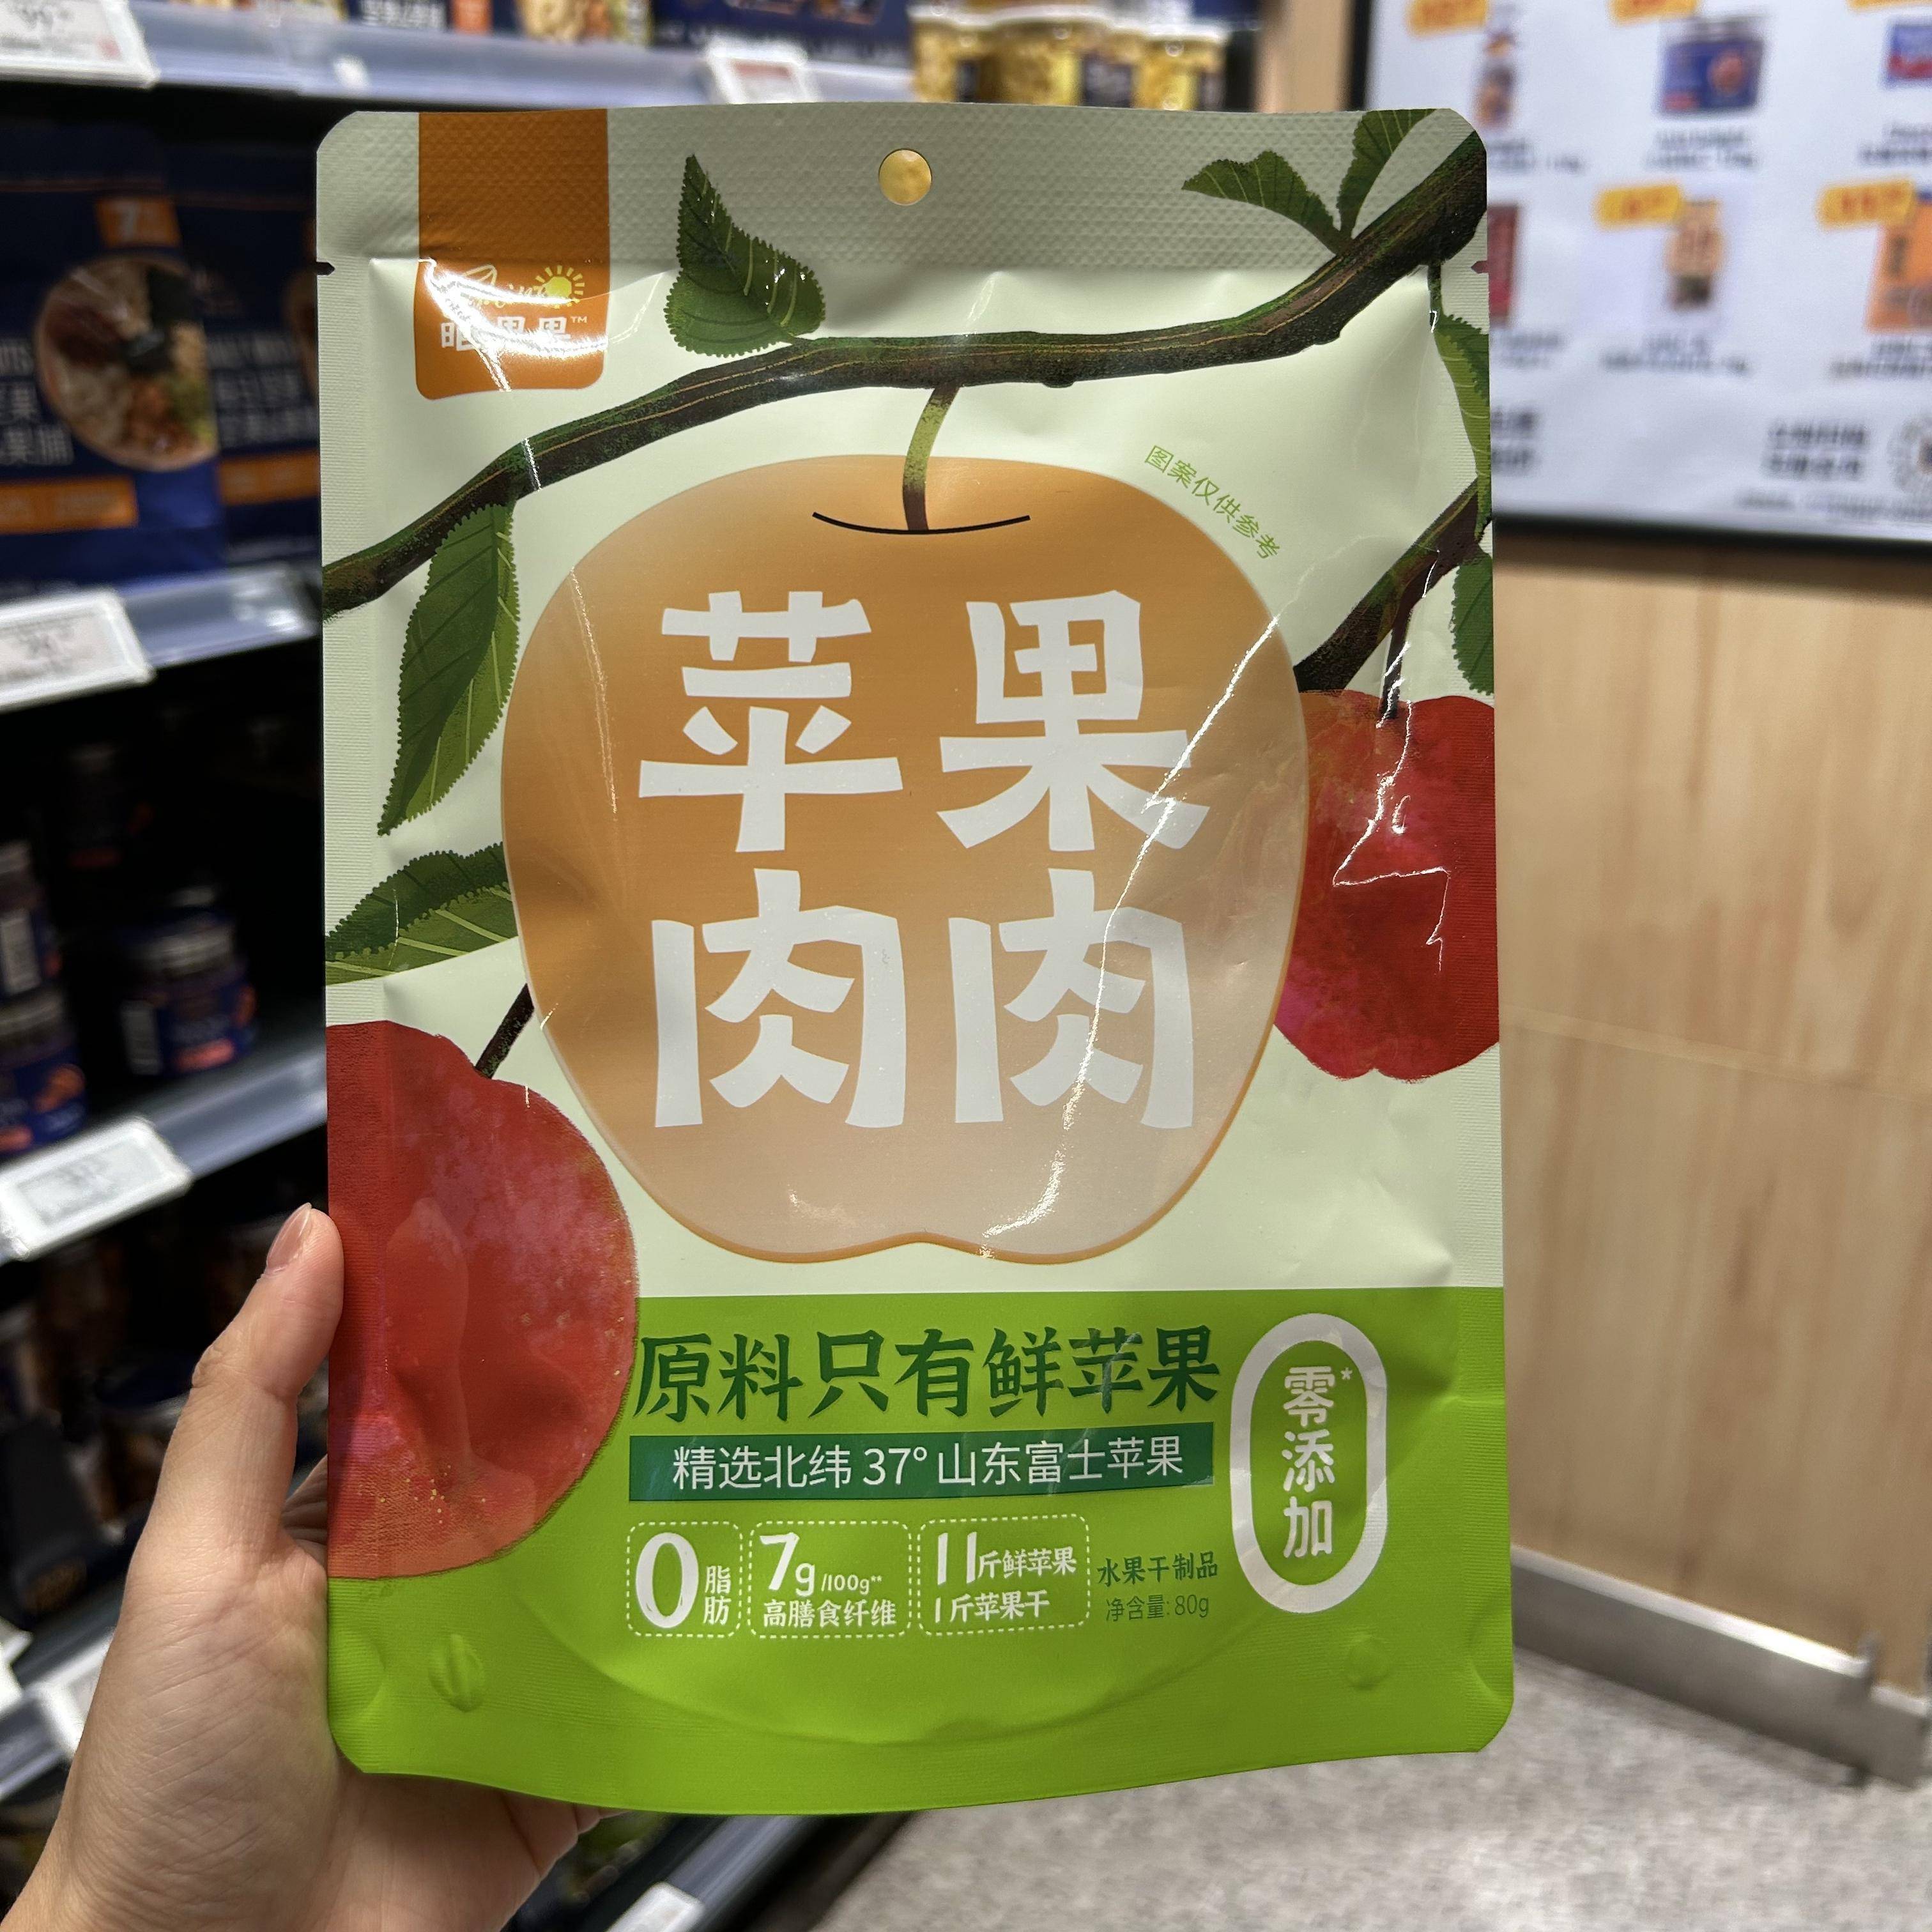 图案仅供参考
苹果
肉肉
原料只有鲜苹果
精选北纬37°山东富士苹果
零*添加
0脂肪
7g/100g**
高膳食纤维
11斤鲜苹果
1斤苹果干
水果干制品
净含量:80g